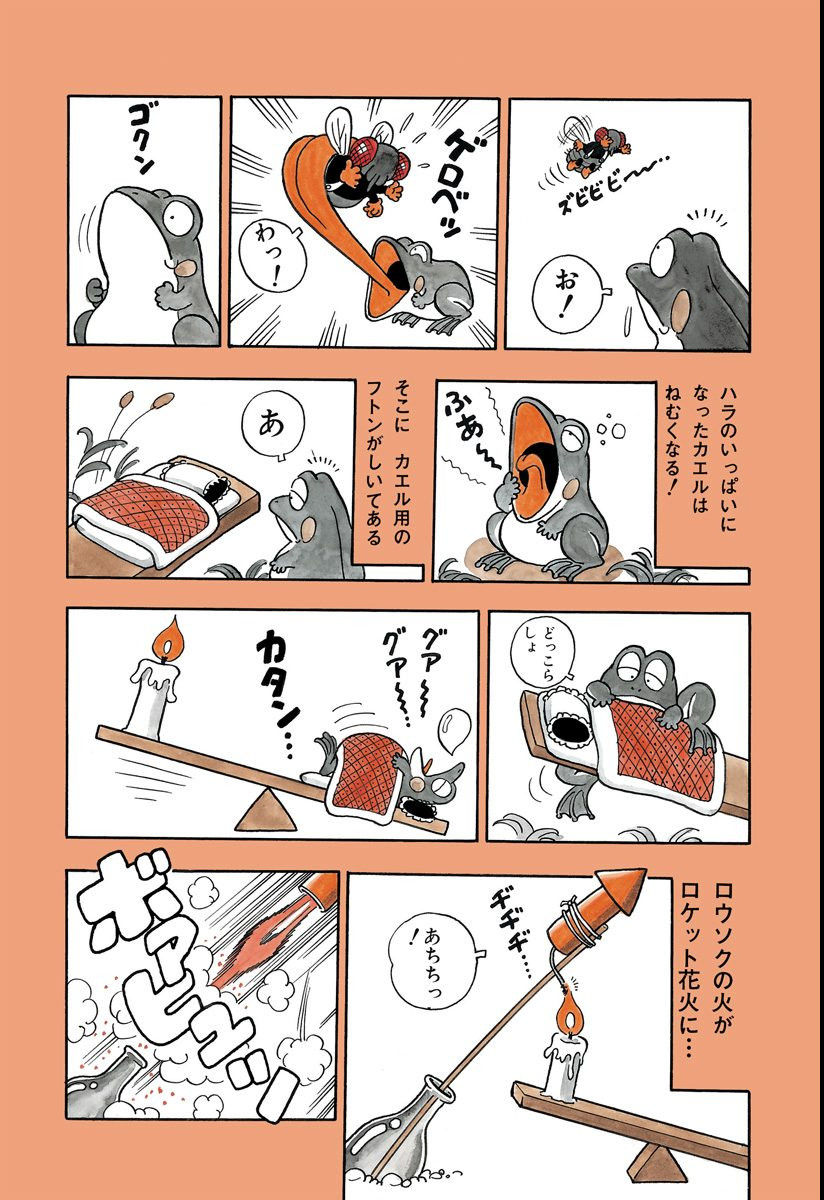 ズビビビ〜〜‥
お！
ゲロベッ
わっ！
ゴクン
ハラのいっぱいに
なったカエルは
ねむくなる！
ふあ〜〜
そこに　カエル用の
フトンがしいてある
あ
どっこら
しょ
グァ〜〜
グァ〜〜…
カタン…
ロウソクの火が
ロケット花火に…
ヂヂヂ…
あちちっ
！
ボァヒュゥン